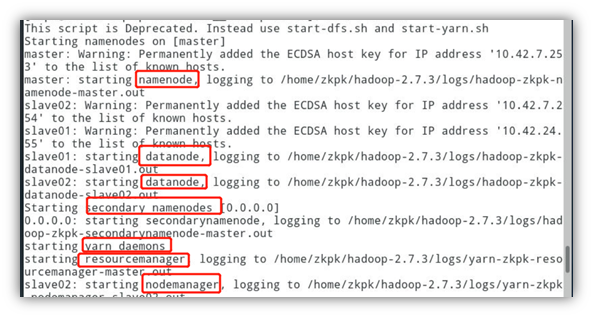 This script is Deprecated. Instead use start-dfs.sh and start-yarn.sh
Starting namenodes on [master]
master: Warning: Permanently added the ECDSA host key for IP address '10.42.7.25
3' to the list of known hosts.
master: starting namenode, logging to /home/zkpk/hadoop-2.7.3/logs/hadoop-zkpk-n
amenode-master.out
slave02: Warning: Permanently added the ECDSA host key for IP address '10.42.7.2
54' to the list of known hosts.
slave01: Warning: Permanently added the ECDSA host key for IP address '10.42.24.
55' to the list of known hosts.
slave01: starting datanode, logging to /home/zkpk/hadoop-2.7.3/logs/hadoop-zkpk-
datanode-slave01.out
slave02: starting datanode, logging to /home/zkpk/hadoop-2.7.3/logs/hadoop-zkpk-
datanode-slave02.out
Starting secondary namenodes [0.0.0.0]
0.0.0.0: starting secondarynamenode, logging to /home/zkpk/hadoop-2.7.3/logs/had
oop-zkpk-secondarynamenode-master.out
starting yarn daemons
starting resourcemanager, logging to /home/zkpk/hadoop-2.7.3/logs/yarn-zkpk-reso
urcemanager-master.out
slave02: starting nodemanager, logging to /home/zkpk/hadoop-2.7.3/logs/yarn-zkpk
-nodemanager-slave02.out